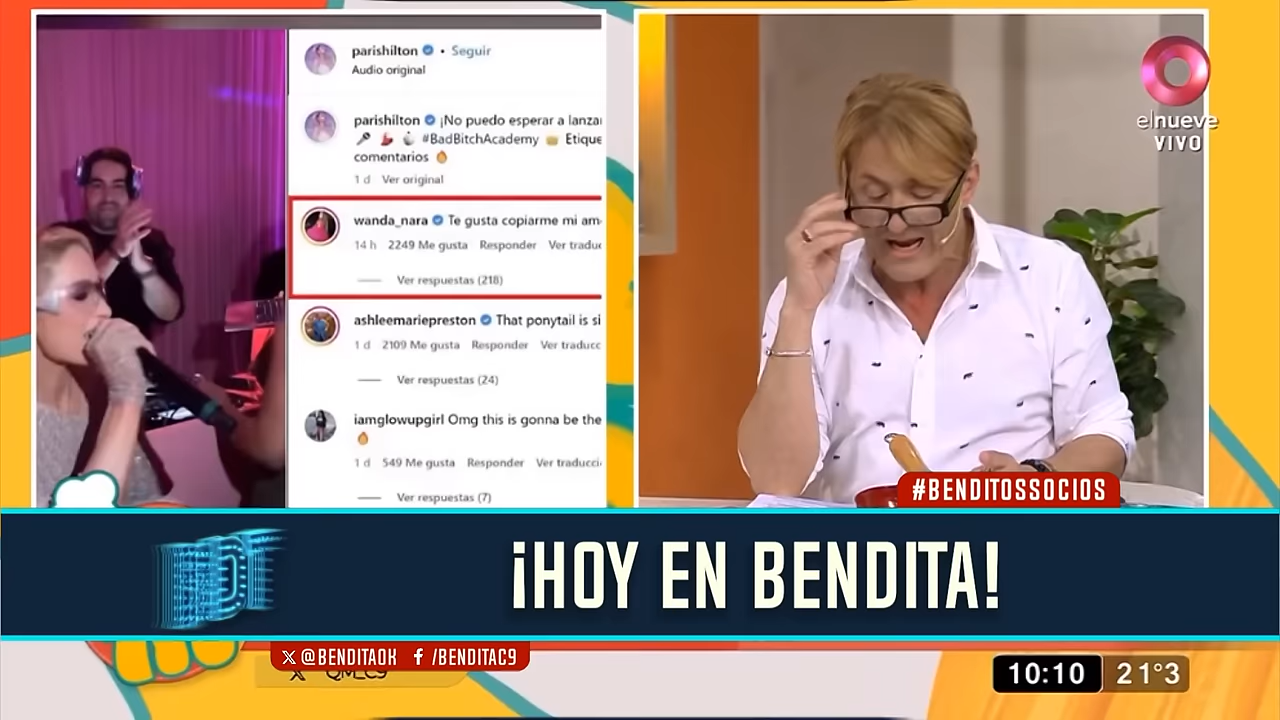 parishilton • Seguir
Audio original
parishilton ¡No puedo esperar a lanza
#BadBitchAcademy Etique
comentarios
1 d Ver original
wanda_nara Te gusta copiarme mi am
14 h 2249 Me gusta Responder Ver tradu
Ver respuestas (218)
ashleemariepreston That ponytail is si
1 d 2109 Me gusta Responder Ver traducc
Ver respuestas (24)
iamglowupgirl Omg this is gonna be the
1 d 549 Me gusta Responder Ver traducci
Ver respuestas (7)
elnueve
VIVO
#BENDITOSSOCIOS
¡HOY EN BENDITA!
X @BENDITAOK f /BENDITAC9
10:10 21°3